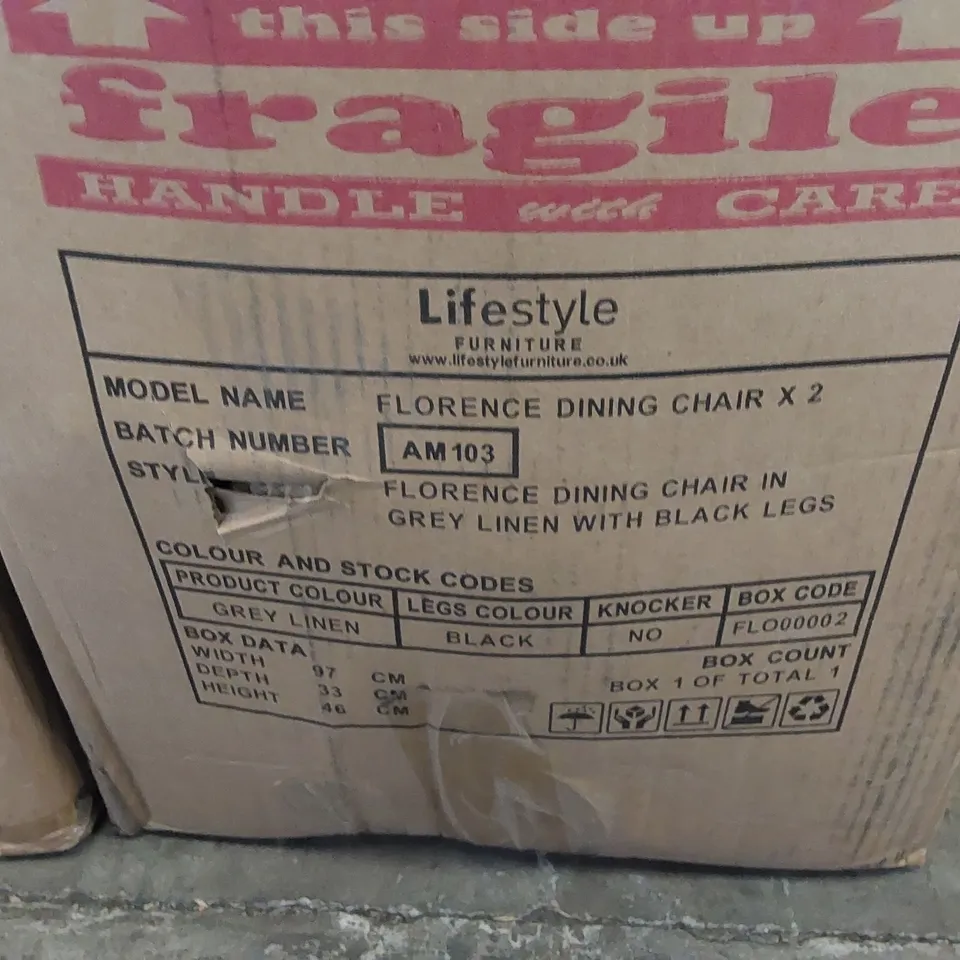 this side up
fragile
HANDLE with CARE
Lifestyle
FURNITURE
www.lifestylefurniture.co.uk
MODEL NAME FLORENCE DINING CHAIR X 2
BATCH NUMBER AM103
STYLE FLORENCE DINING CHAIR IN
GREY LINEN WITH BLACK LEGS
COLOUR AND STOCK CODES
PRODUCT COLOUR LEGS COLOUR KNOCKER BOX CODE
GREY LINEN BLACK NO FLO00002
BOX DATA BOX COUNT
WIDTH 97 CM BOX 1 OF TOTAL 1
DEPTH 33 CM
HEIGHT 46 CM